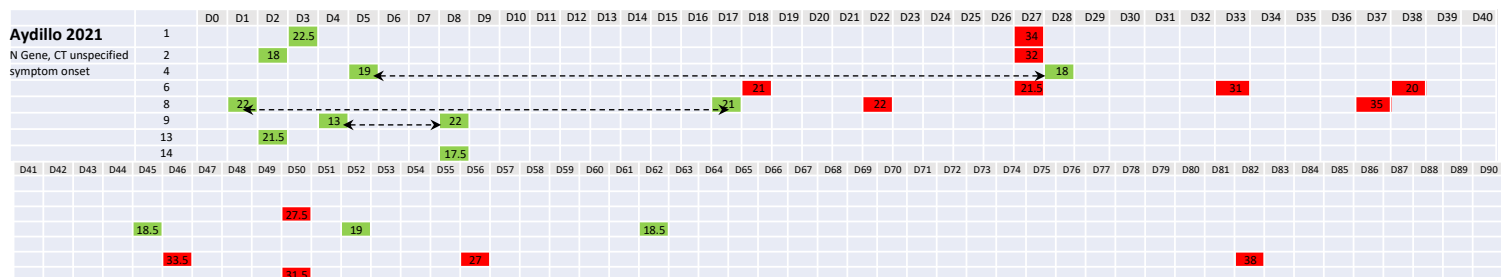 D0 D1 D2 D3 D4 D5 D6 D7 D8 D9 D10 D11 D12 D13 D14 D15 D16 D17 D18 D19 D20 D21 D22 D23 D24 D25 D26 D27 D28 D29 D30 D31 D32 D33 D34 D35 D36 D37 D38 D39 D40
Aydillo 2021 1 22.5 34
N Gene, CT unspecified 2 18 32
symptom onset 4 19 18
6 21 21.5 31 20
8 22 21 22 35
9 13 22
13 21.5
14 17.5
D41 D42 D43 D44 D45 D46 D47 D48 D49 D50 D51 D52 D53 D54 D55 D56 D57 D58 D59 D60 D61 D62 D63 D64 D65 D66 D67 D68 D69 D70 D71 D72 D73 D74 D75 D76 D77 D78 D79 D80 D81 D82 D83 D84 D85 D86 D87 D88 D89 D90
27.5
18.5 19 18.5
33.5 27 38
31.5